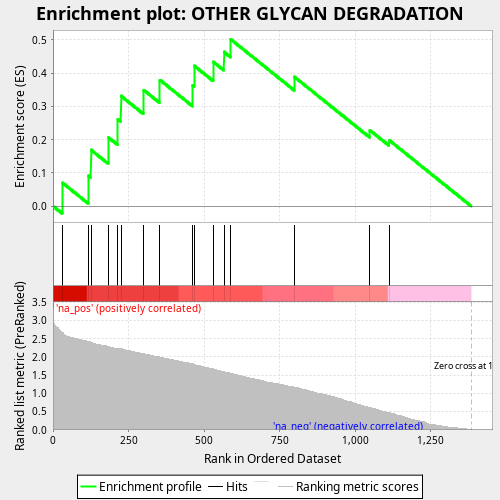 Enrichment plot: OTHER GLYCAN DEGRADATION
Enrichment score (ES)
0.5
0.4
0.3
0.2
0.1
0.0
'na_pos' (positively correlated)
Ranked list metric (PreRanked)
3.5
3.0
2.5
2.0
1.5
1.0
0.5
0.0
Zero cross at 1
'na_neg' (negatively correlated)
0
250
500
750
1,000
1,250
Rank in Ordered Dataset
Enrichment profile
Hits
Ranking metric scores